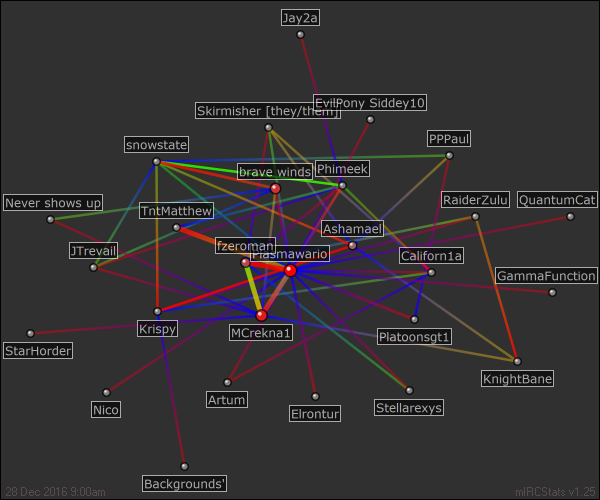 Jay2a
Skirmisher [they/them]
EvilPony Siddey10
PPPaul
snowstate
brave winds
Phimeek
Never shows up
TntMatthew
RaiderZulu
QuantumCat
Ashamael
JTrevail
fzeroman
Plasmawario
Californ1a
GammaFunction
Krispy
MCrekna1
Platoonsgt1
StarHorder
KnightBane
Nico
Artum
Elrontur
Stellarexys
Backgrounds'
28 Dec 2016 9:00am
mIRCStats v1.25